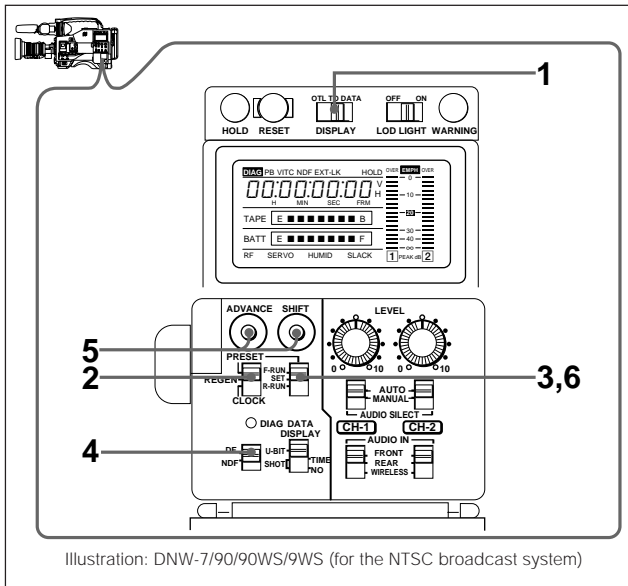 1
OTL TC DATA OFF ON
HOLD RESET DISPLAY LOD LIGHT WARNING
DIAG PB VITC NDF EXT-LK HOLD OVER EMPH OVER
00:00:00:00 V H
H MIN SEC FRM
0
10
20
30
40
∞
TAPE E B
BATT E F
RF SERVO HUMID SLACK 1 PEAK dB 2
ADVANCE SHIFT LEVEL
10 10
5
0 10 0 10
PRESET
2
REGEN
CLOCK
F-RUN
SET
R-RUN
3,6
AUTO
MANUAL
AUDIO SELECT
CH-1 CH-2
DIAG DATA
DISPLAY
AUDIO IN
4
DF
NDF
U-BIT
SHOT
TIME
NO
FRONT
REAR
WIRELESS
Illustration: DNW-7/90/90WS/9WS (for the NTSC broadcast system)